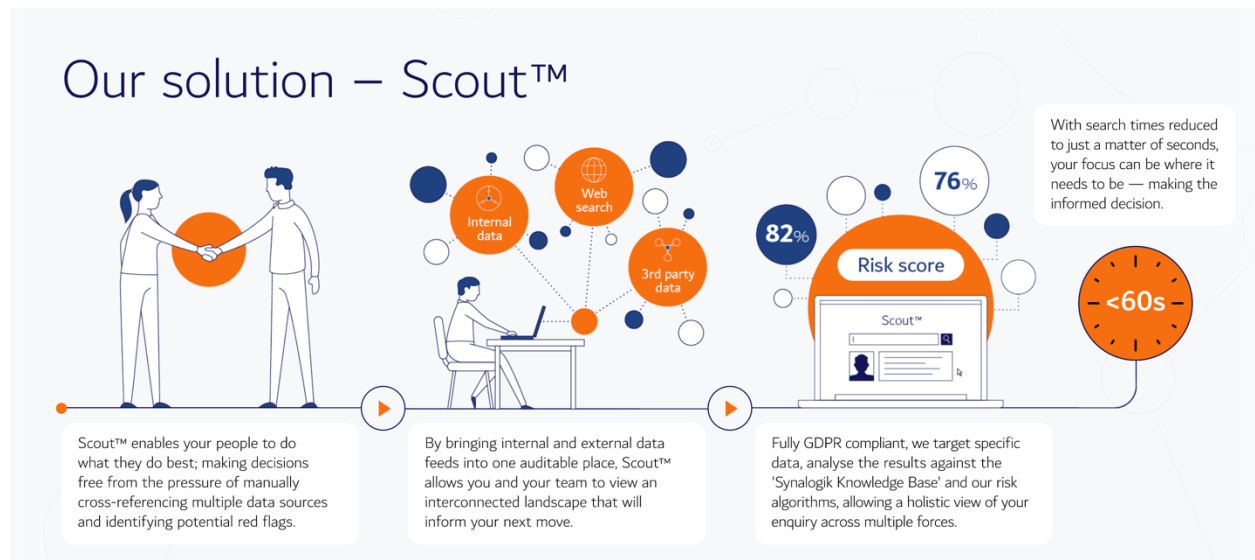 Our solution – Scout™
Internal
data
Web
search
3rd party
data
82%
76%
Risk score
Scout™
With search times reduced
to just a matter of seconds,
your focus can be where it
needs to be — making the
informed decision.
<60s
Scout™ enables your people to do
what they do best; making decisions
free from the pressure of manually
cross-referencing multiple data sources
and identifying potential red flags.
By bringing internal and external data
feeds into one auditable place, Scout™
allows you and your team to view an
interconnected landscape that will
inform your next move.
Fully GDPR compliant, we target specific
data, analyse the results against the
'Synalogik Knowledge Base' and our risk
algorithms, allowing a holistic view of your
enquiry across multiple forces.